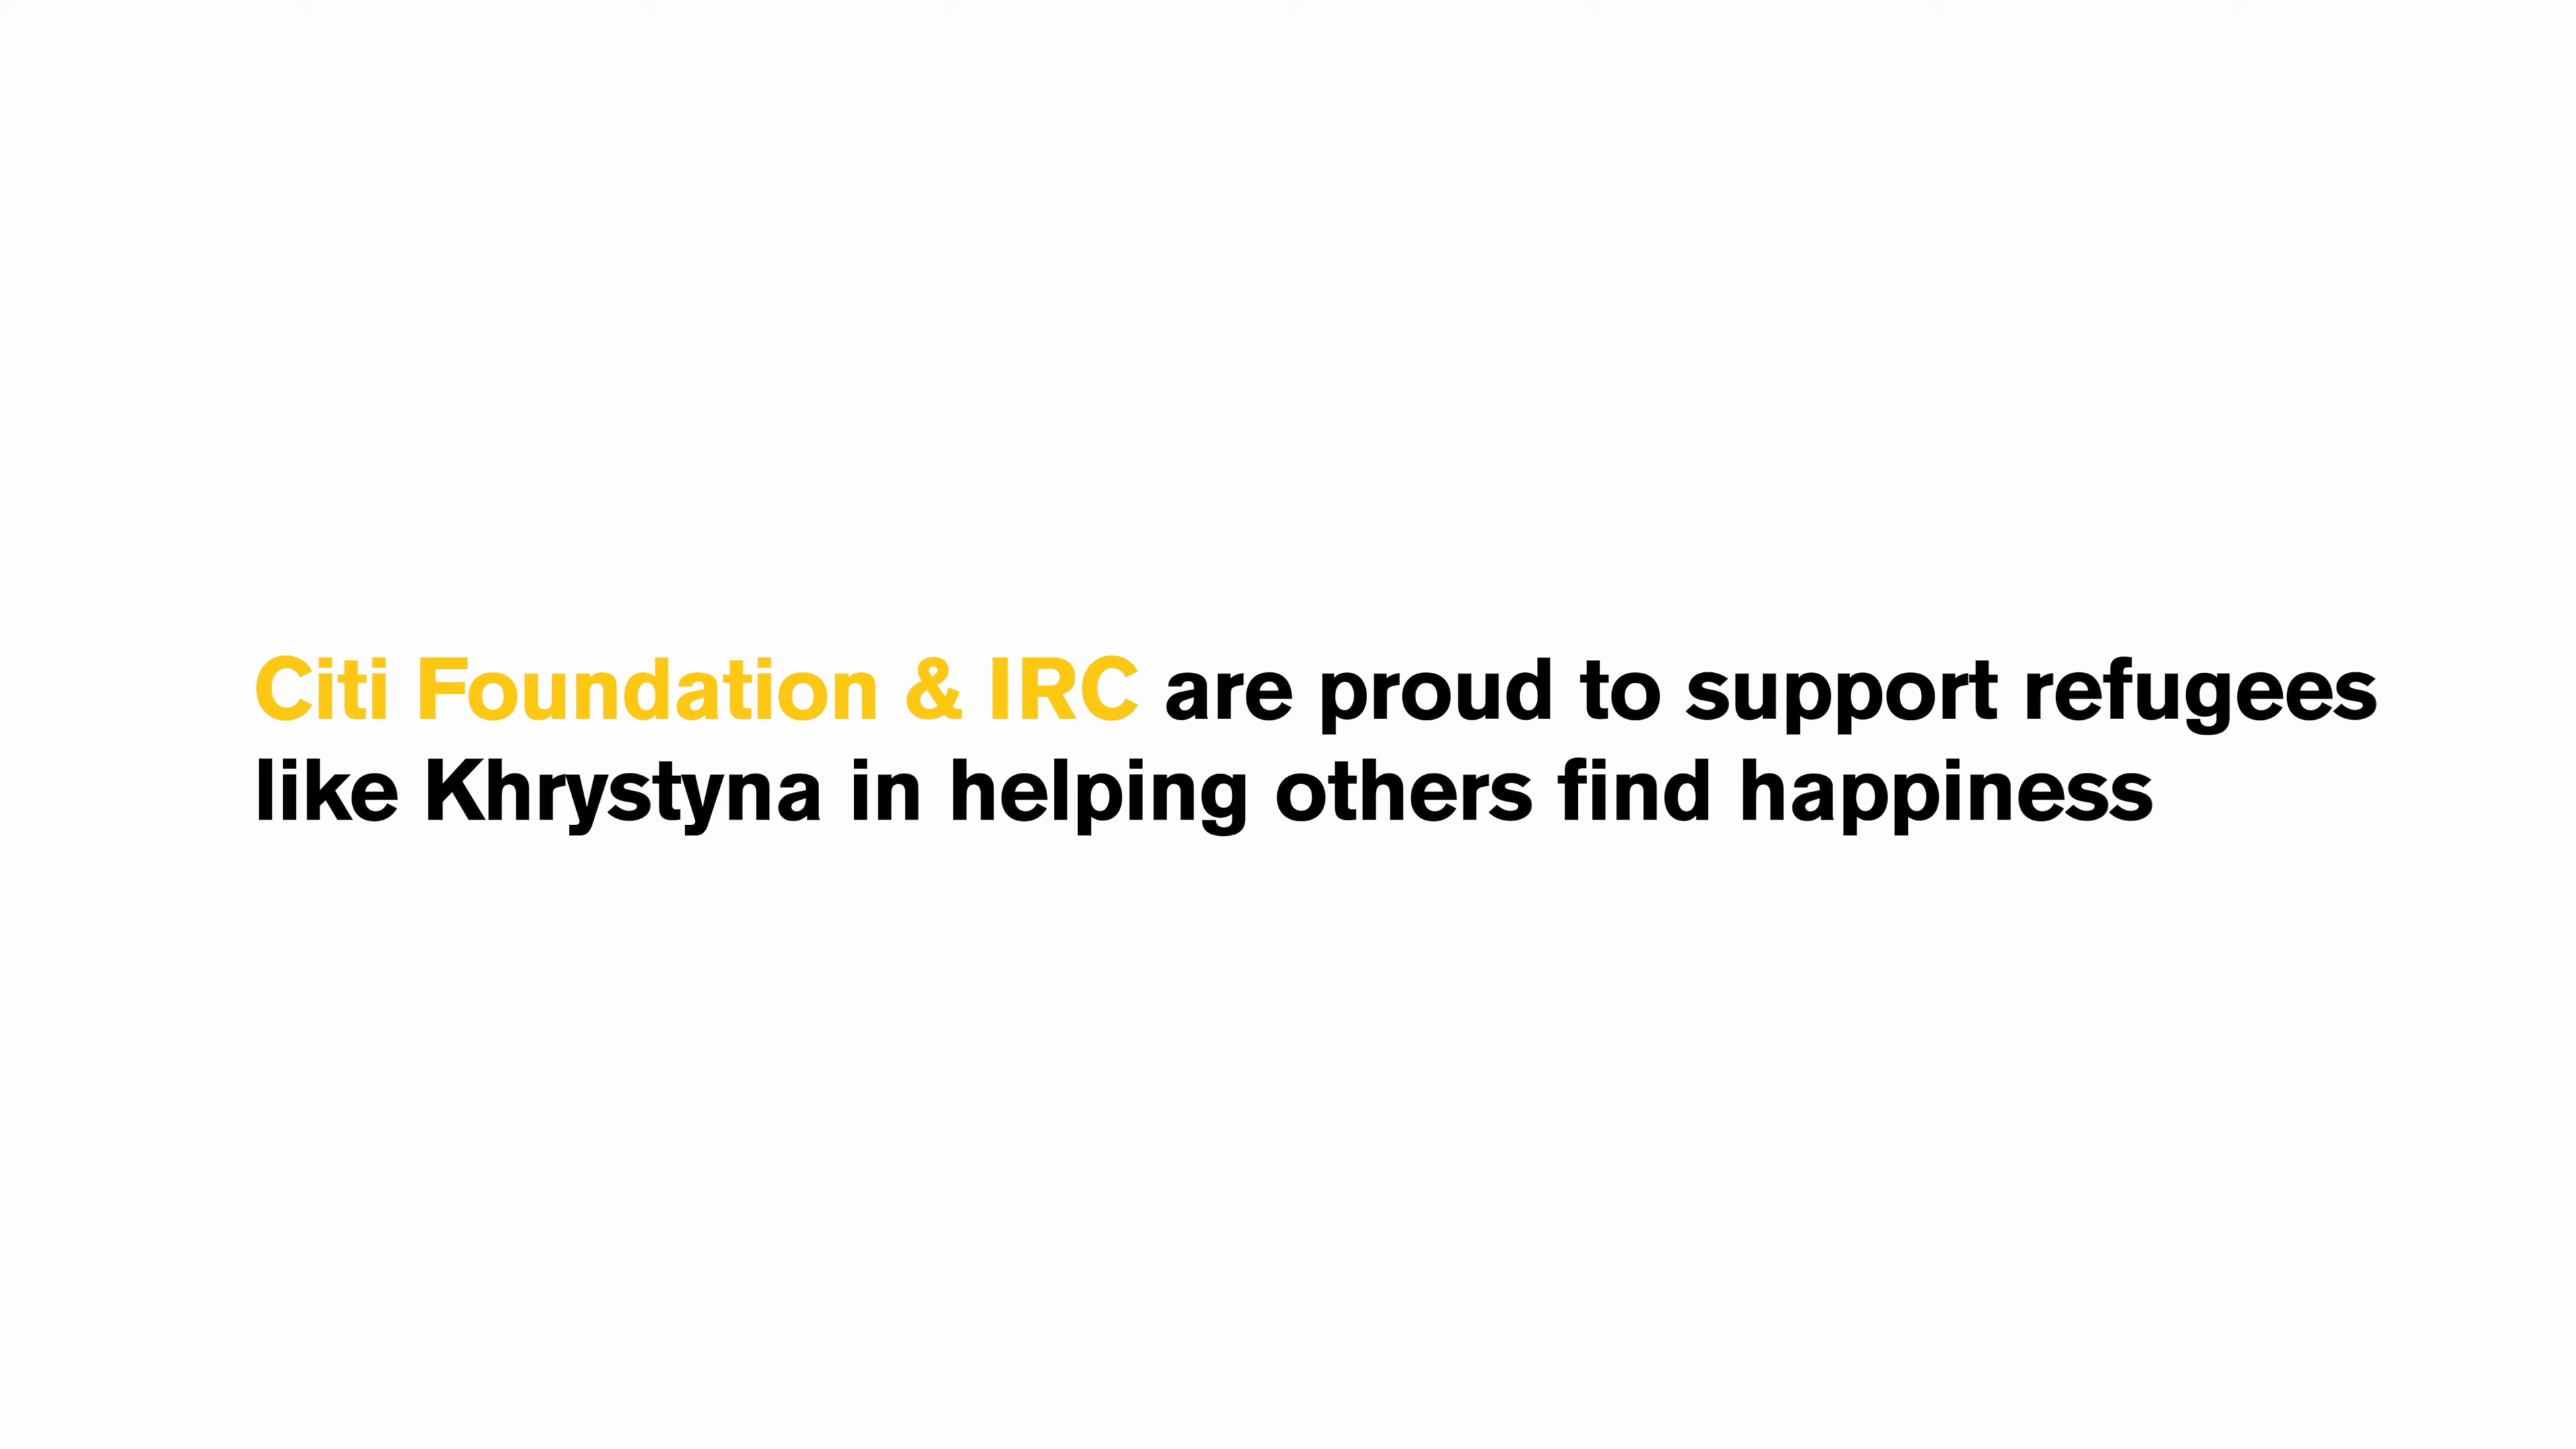 Citi Foundation & IRC are proud to support refugees
like Khrystyna in helping others find happiness